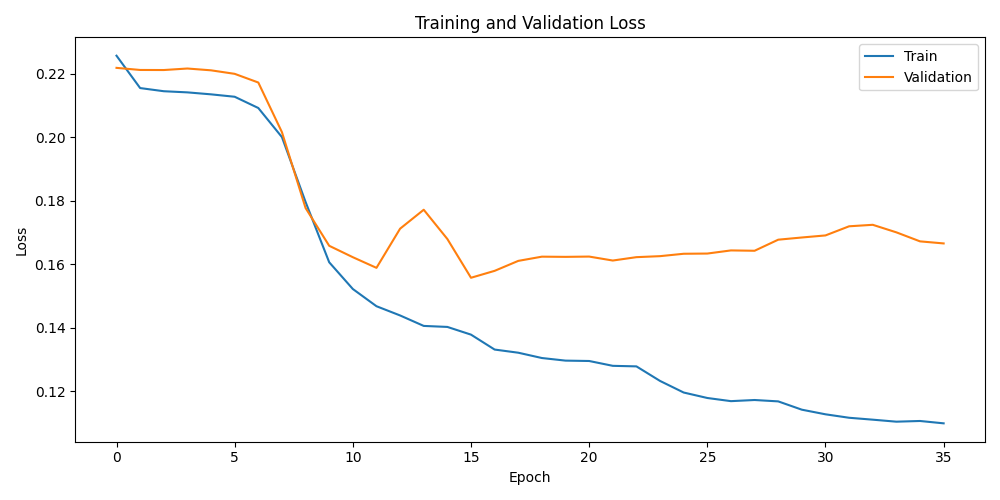 Training and Validation Loss
Train
Validation
0.22
0.20
0.18
0.16
0.14
0.12
Loss
0 5 10 15 20 25 30 35
Epoch